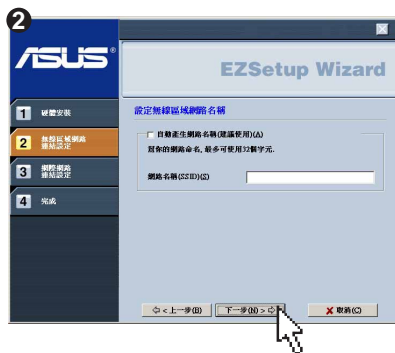 2
ASUS®
EZSetup Wizard
1 硬體安裝
2 無線區域網路
連結設定
3 網際網路
連結設定
4 完成
設定無線區域網路名稱
自動產生網路名稱(建議使用)(A)
幫你的網路命名, 最多可使用32個字元.
網路名稱(SSID)(S)
< 上一步(B)
下一步(N) >
取消(C)